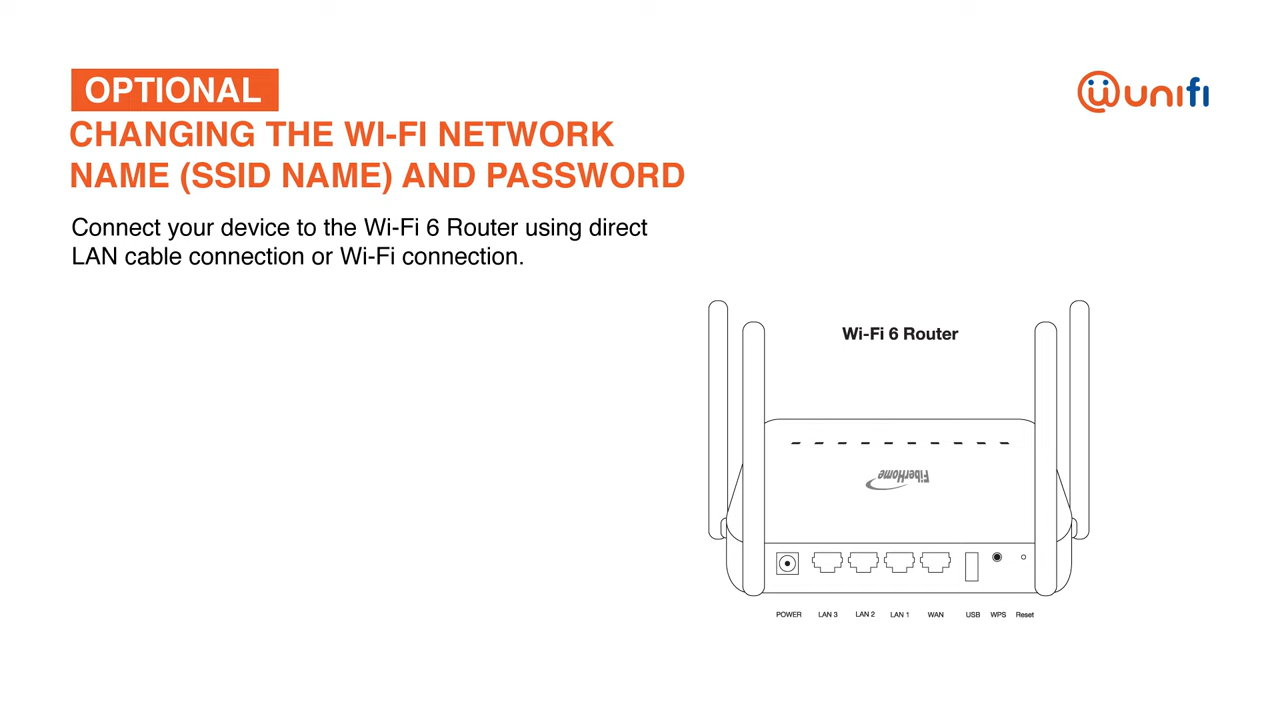 OPTIONAL
unifi
CHANGING THE WI-FI NETWORK
NAME (SSID NAME) AND PASSWORD
Connect your device to the Wi-Fi 6 Router using direct
LAN cable connection or Wi-Fi connection.
Wi-Fi 6 Router
FiberHome
POWER LAN 3 LAN 2 LAN 1 WAN USB WPS Reset